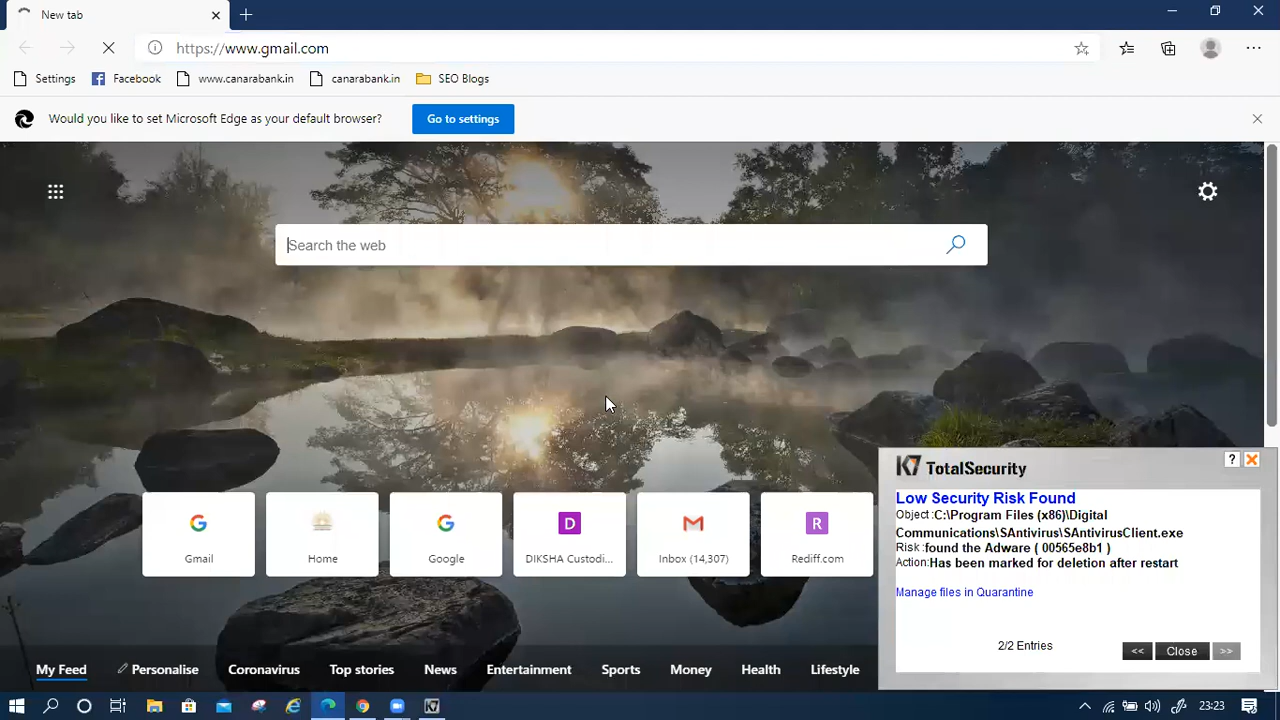 New tab
https://www.gmail.com
Settings
Facebook
www.canarabank.in
canarabank.in
SEO Blogs
Would you like to set Microsoft Edge as your default browser?
Go to settings
Search the web
Gmail
Home
Google
DIKSHA Custodi...
Inbox (14,307)
Rediff.com
My Feed
Personalise
Coronavirus
Top stories
News
Entertainment
Sports
Money
Health
Lifestyle
K7 TotalSecurity
?
Low Security Risk Found
Object :C:\Program Files (x86)\Digital
Communications\SAntivirus\SAntivirusClient.exe
Risk :found the Adware ( 00565e8b1 )
Action:Has been marked for deletion after restart
Manage files in Quarantine
2/2 Entries
<<
Close
>>
23:23